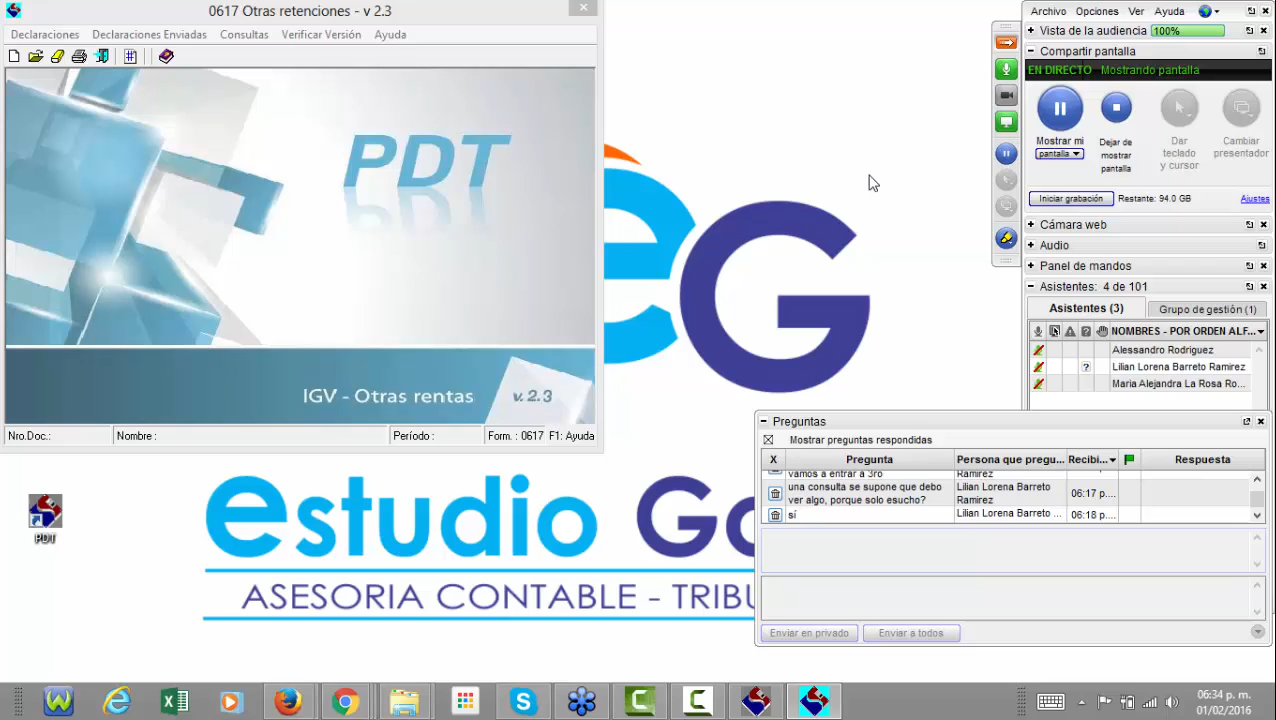 0617 Otras retenciones - v 2.3
Declaraciones Declaraciones Enviadas Consultas Verificar Versión Ayuda
PDT
IGV - Otras rentas v. 2.3
Nro.Doc.: Nombre : Período : Form. : 0617 F1: Ayuda
PDT
eG
estudio Ga
ASESORIA CONTABLE - TRIBU
Archivo Opciones Ver Ayuda
Vista de la audiencia 100%
Compartir pantalla
EN DIRECTO Mostrando pantalla
Mostrar mi
pantalla
Dejar de
mostrar
pantalla
Dar
teclado
y cursor
Cambiar
presentador
Iniciar grabación Restante: 94.0 GB Ajustes
Cámara web
Audio
Panel de mandos
Asistentes: 4 de 101
Asistentes (3) Grupo de gestión (1)
NOMBRES - POR ORDEN ALF...
Alessandro Rodriguez
Lilian Lorena Barreto Ramirez
Maria Alejandra La Rosa Ro...
Preguntas
Mostrar preguntas respondidas
X Pregunta Persona que pregu... Recibi... Respuesta
vamos a entrar a 3ro Ramirez
una consulta se supone que debo Lilian Lorena Barreto 06:17 p....
ver algo, porque solo esucho? Ramirez
sí Lilian Lorena Barreto ... 06:18 p....
Enviar en privado Enviar a todos
06:34 p. m.
01/02/2016